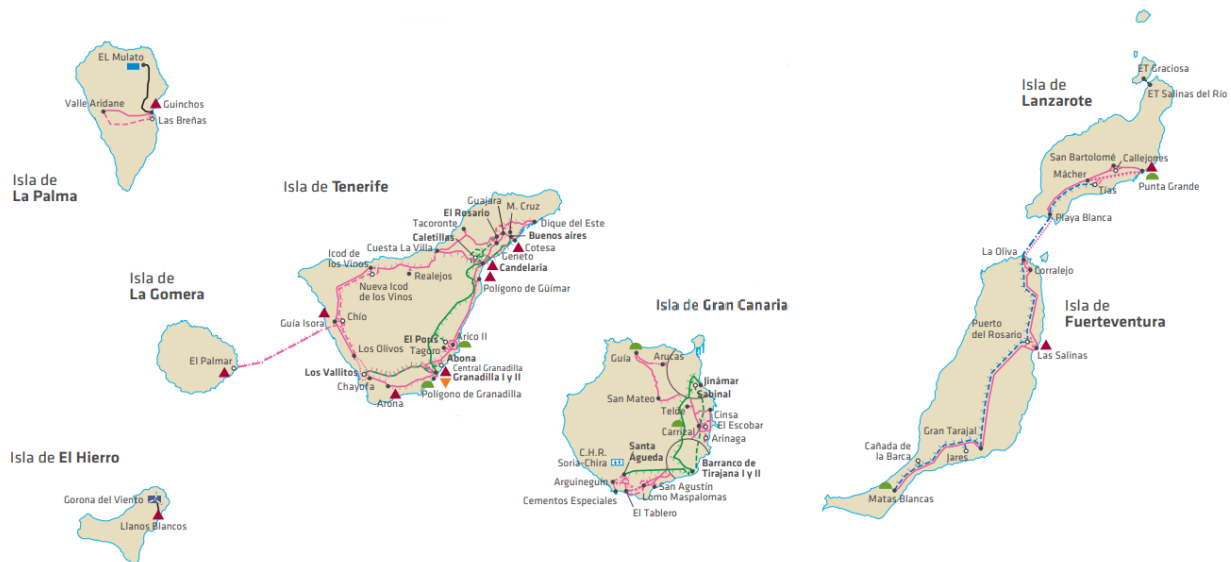 EL Mulato
Valle Aridane
Guinchos
Las Breñas
Isla de
La Palma
Isla de Tenerife
Guajara
M. Cruz
El Rosario
Tacoronte
Dique del Este
Caletillas
Buenos aires
Cuesta La Villa
Cotesa
Geneto
Icod de
los Vinos
Candelaria
Realejos
Nueva Icod
de los Vinos
Polígono de Güímar
Isla de
La Gomera
Guía Isora
Chío
El Porís
Arico II
Tagoro
Los Olivos
El Palmar
Abona
Central Granadilla
Los Vallitos
Granadilla I y II
Chayofa
Polígono de Granadilla
Arona
Isla de El Hierro
Gorona del Viento
Llanos Blancos
Isla de Gran Canaria
Guía
Arucas
Jinámar
Sabinal
San Mateo
Telde
Cinsa
El Escobar
Carrizal
Arinaga
Santa
Águeda
C.H.R.
Soria-Chira
Barranco de
Tirajana I y II
Arguineguín
San Agustín
Cementos Especiales
Lomo Maspalomas
El Tablero
Isla de
Lanzarote
ET Graciosa
ET Salinas del Río
San Bartolomé
Callejones
Mácher
Tías
Punta Grande
Playa Blanca
La Oliva
Corralejo
Isla de
Fuerteventura
Puerto
del Rosario
Las Salinas
Gran Tarajal
Cañada de
la Barca
Jares
Matas Blancas